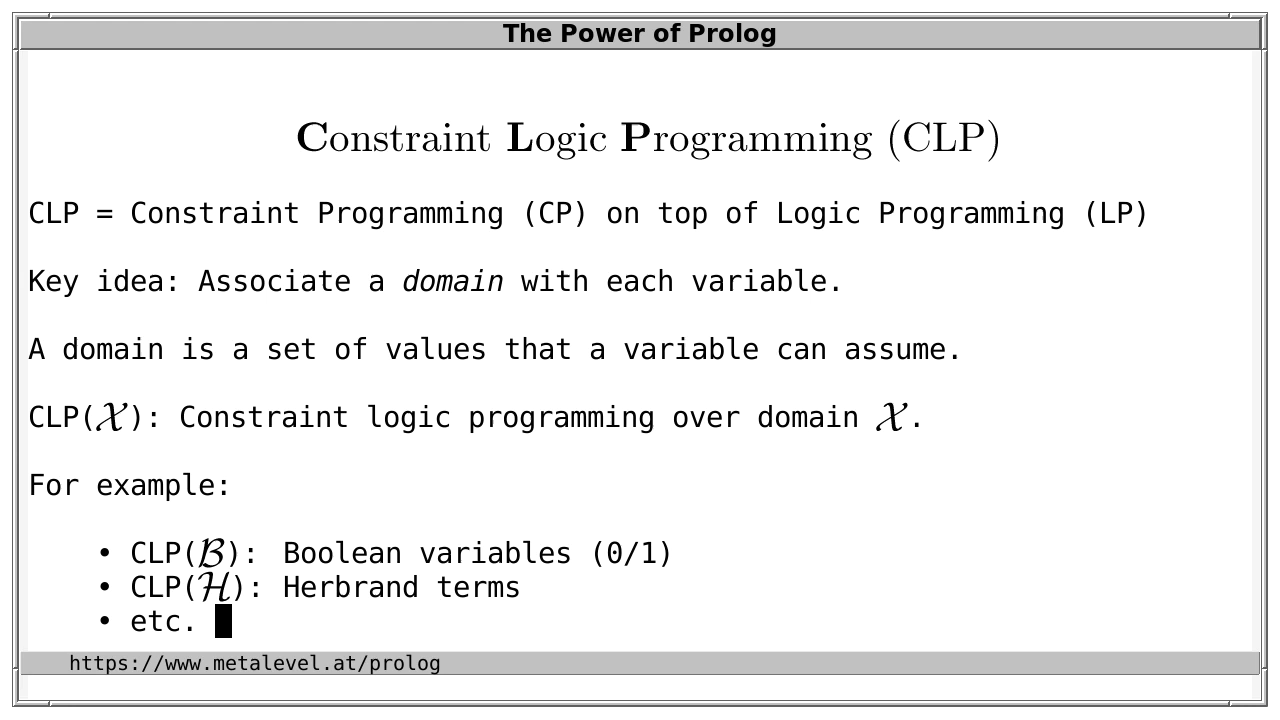 The Power of Prolog
Constraint Logic Programming (CLP)
CLP = Constraint Programming (CP) on top of Logic Programming (LP)
Key idea: Associate a domain with each variable.
A domain is a set of values that a variable can assume.
CLP(𝒳): Constraint logic programming over domain 𝒳.
For example:
• CLP(ℬ): Boolean variables (0/1)
• CLP(ℋ): Herbrand terms
• etc.
https://www.metalevel.at/prolog